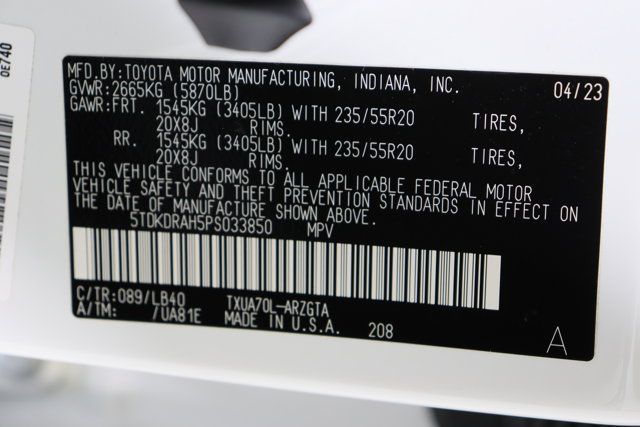 0E740
MFD.BY:TOYOTA MOTOR MANUFACTURING, INDIANA, INC. 04/23
GVWR:2665KG (5870LB)
GAWR:FRT. 1545KG (3405LB) WITH 235/55R20 TIRES,
20X8J RIMS.
RR. 1545KG (3405LB) WITH 235/55R20 TIRES,
20X8J RIMS.
THIS VEHICLE CONFORMS TO ALL APPLICABLE FEDERAL MOTOR
VEHICLE SAFETY AND THEFT PREVENTION STANDARDS IN EFFECT ON
THE DATE OF MANUFACTURE SHOWN ABOVE.
5TDKDRAH5PS033850 MPV
C/TR:089/LB40 TXUA70L-ARZGTA
A/TM: /UA81E MADE IN U.S.A. 208
A